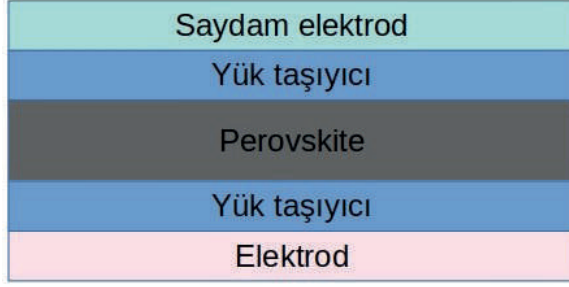 Saydam elektrod
Yük taşıyıcı
Perovskite
Yük taşıyıcı
Elektrod